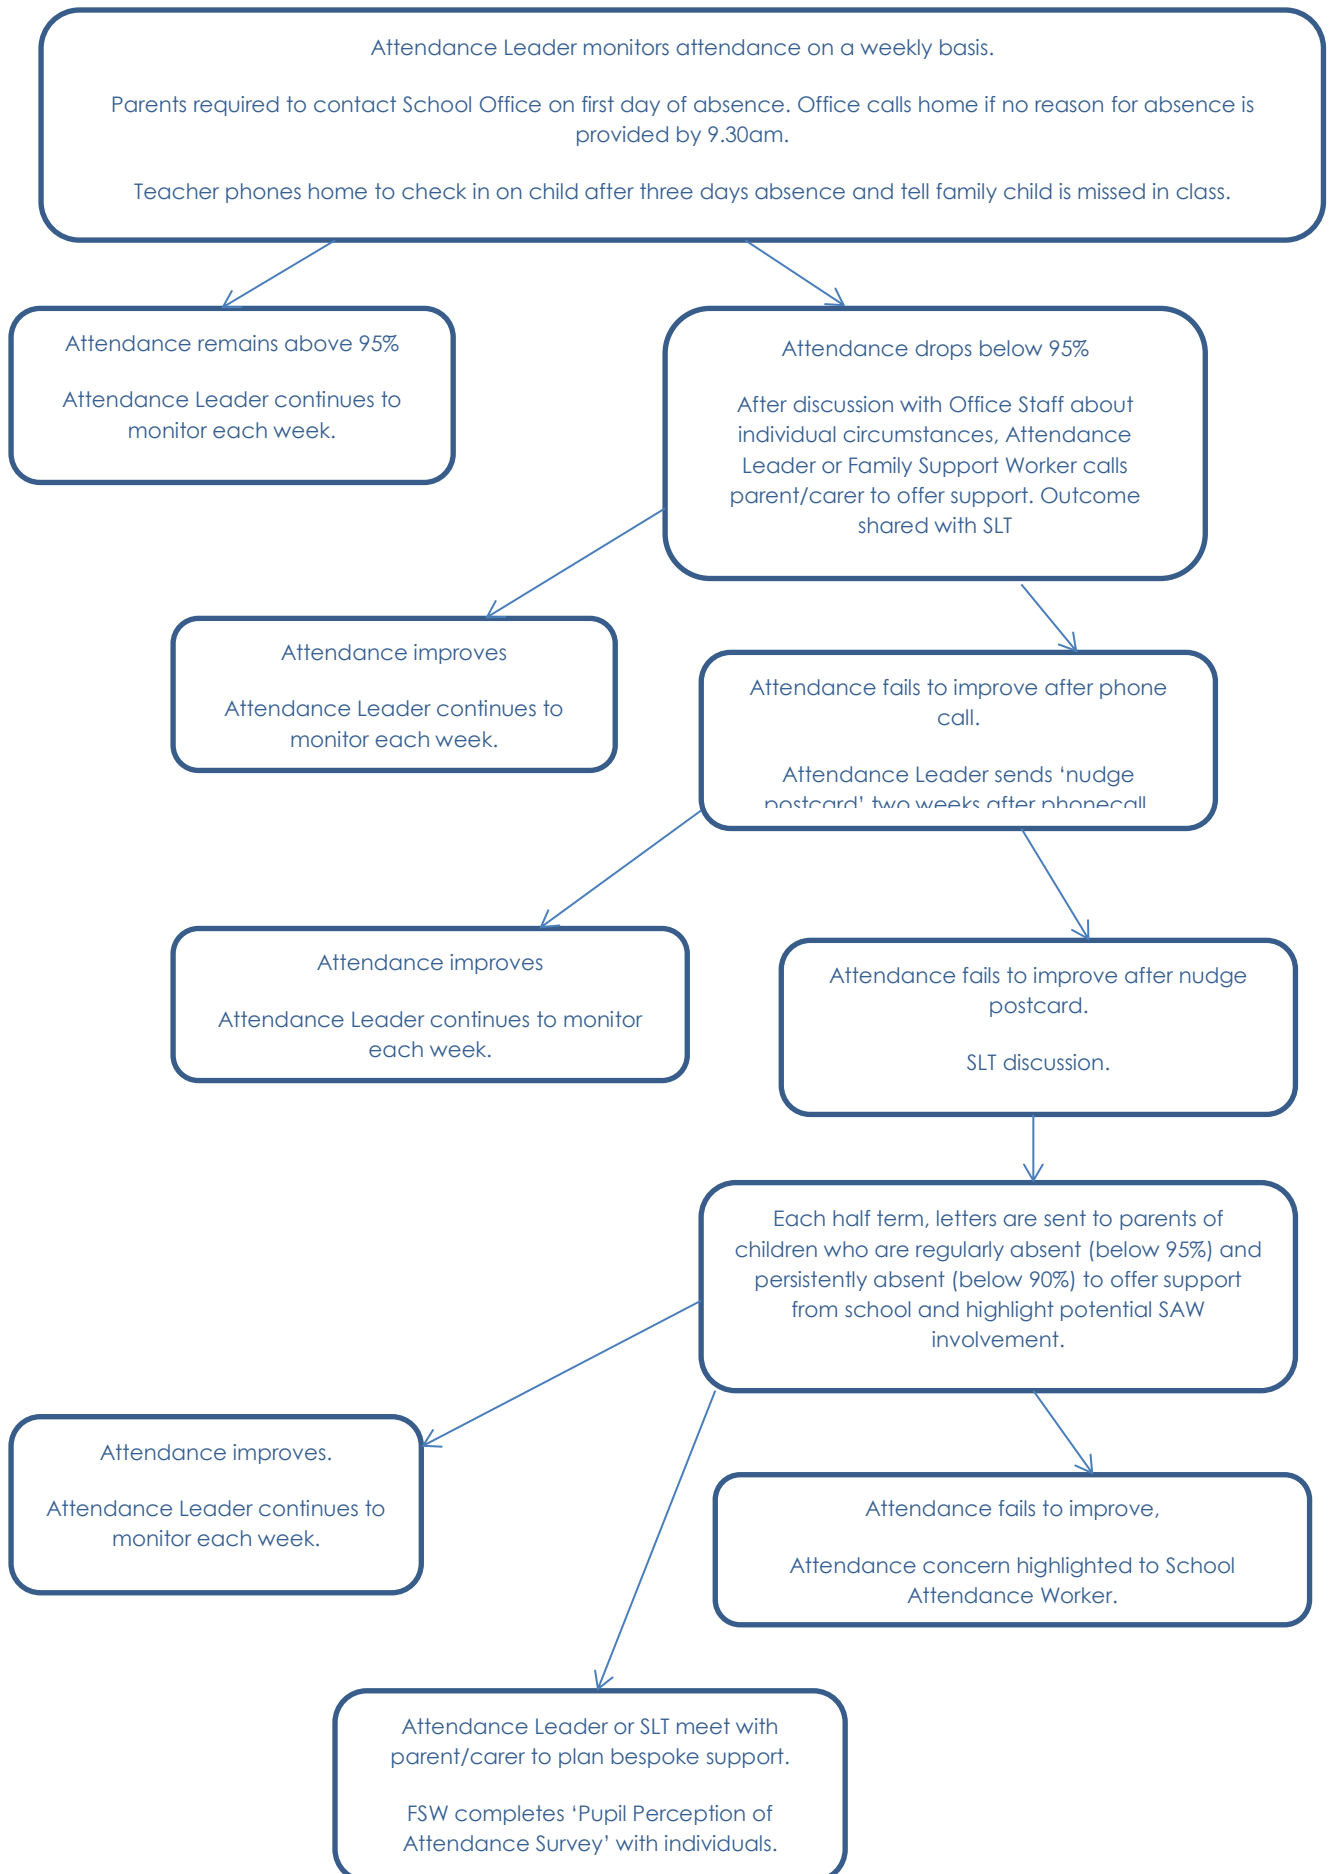 Attendance Leader monitors attendance on a weekly basis.
Parents required to contact School Office on first day of absence. Office calls home if no reason for absence is
provided by 9.30am.
Teacher phones home to check in on child after three days absence and tell family child is missed in class.
Attendance remains above 95%
Attendance Leader continues to
monitor each week.
Attendance drops below 95%
After discussion with Office Staff about
individual circumstances, Attendance
Leader or Family Support Worker calls
parent/carer to offer support. Outcome
shared with SLT
Attendance improves
Attendance Leader continues to
monitor each week.
Attendance fails to improve after phone
call.
Attendance Leader sends ‘nudge
postcard’ two weeks after phonecall
Attendance improves
Attendance Leader continues to monitor
each week.
Attendance fails to improve after nudge
postcard.
SLT discussion.
Each half term, letters are sent to parents of
children who are regularly absent (below 95%) and
persistently absent (below 90%) to offer support
from school and highlight potential SAW
involvement.
Attendance improves.
Attendance Leader continues to
monitor each week.
Attendance fails to improve,
Attendance concern highlighted to School
Attendance Worker.
Attendance Leader or SLT meet with
parent/carer to plan bespoke support.
FSW completes ‘Pupil Perception of
Attendance Survey’ with individuals.